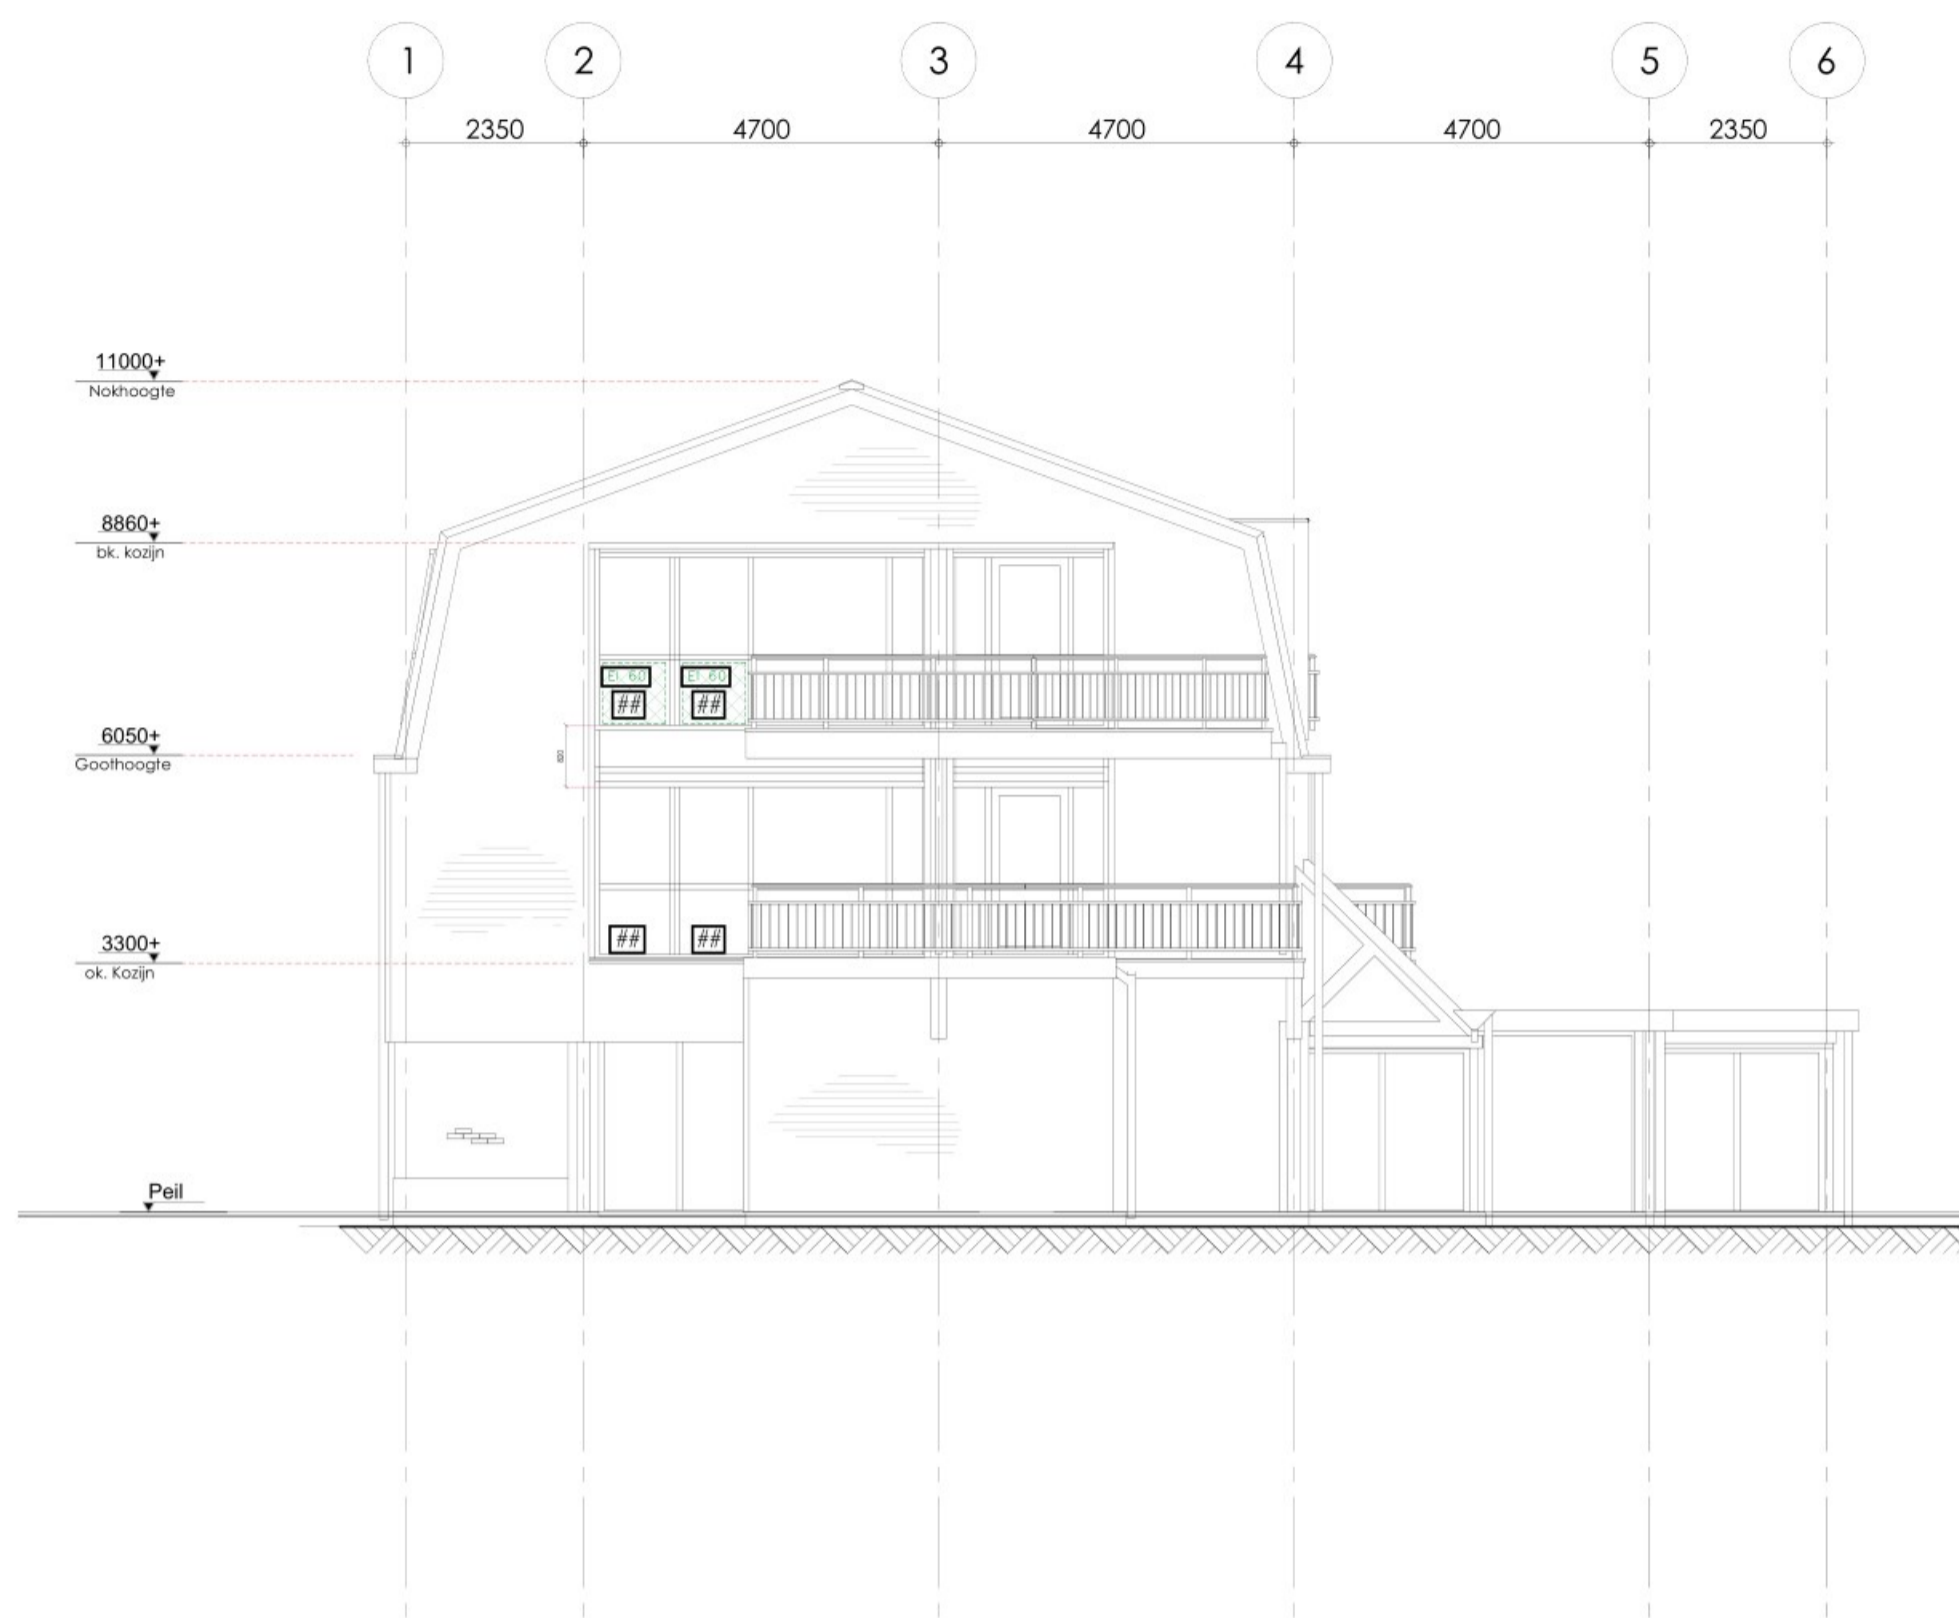 1 2 3 4 5 6
2350 4700 4700 4700 2350
11000+
Nokhoogte
8860+
bk. kozijn
EI 60 EI 60
## ##
6050+
Goothoogte
820
## ##
3300+
ok. Kozijn
Peil